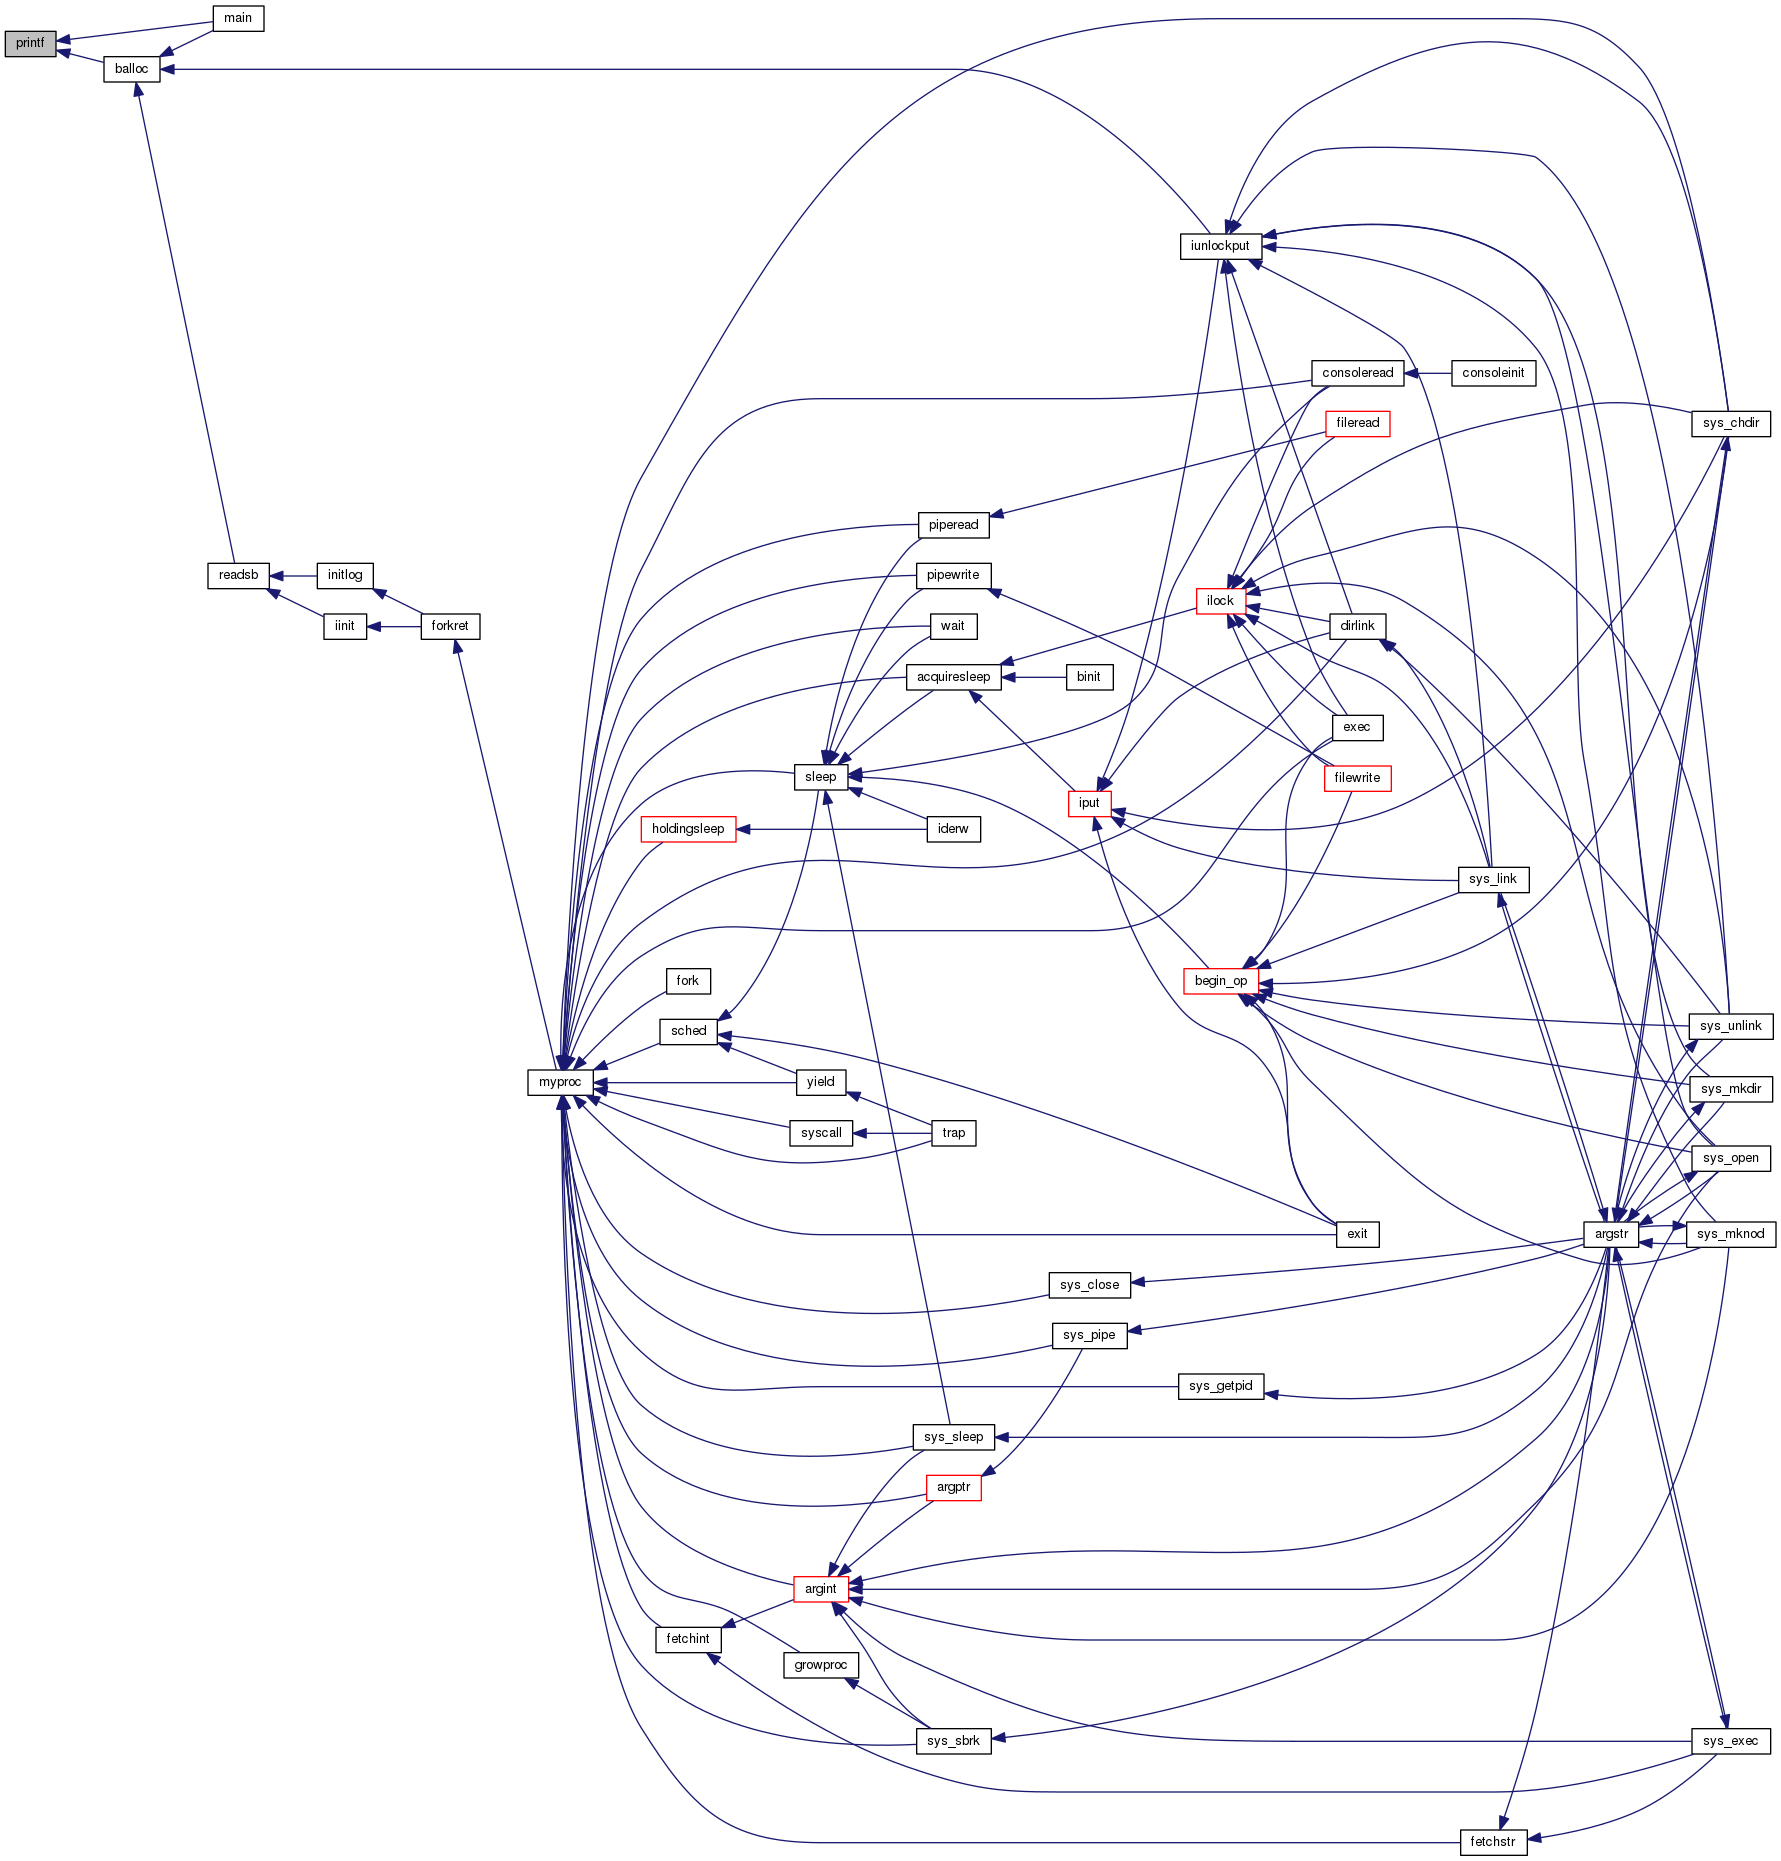 main
printf
balloc
iunlockput
consoleread
consoleinit
fileread
sys_chdir
piperead
readsb
initlog
pipewrite
ilock
iinit
forkret
wait
dirlink
acquiresleep
binit
exec
sleep
filewrite
iput
holdingsleep
iderw
sys_link
fork
begin_op
sched
sys_unlink
myproc
yield
sys_mkdir
syscall
trap
sys_open
exit
argstr
sys_mknod
sys_close
sys_pipe
sys_getpid
sys_sleep
argptr
argint
fetchint
growproc
sys_sbrk
sys_exec
fetchstr